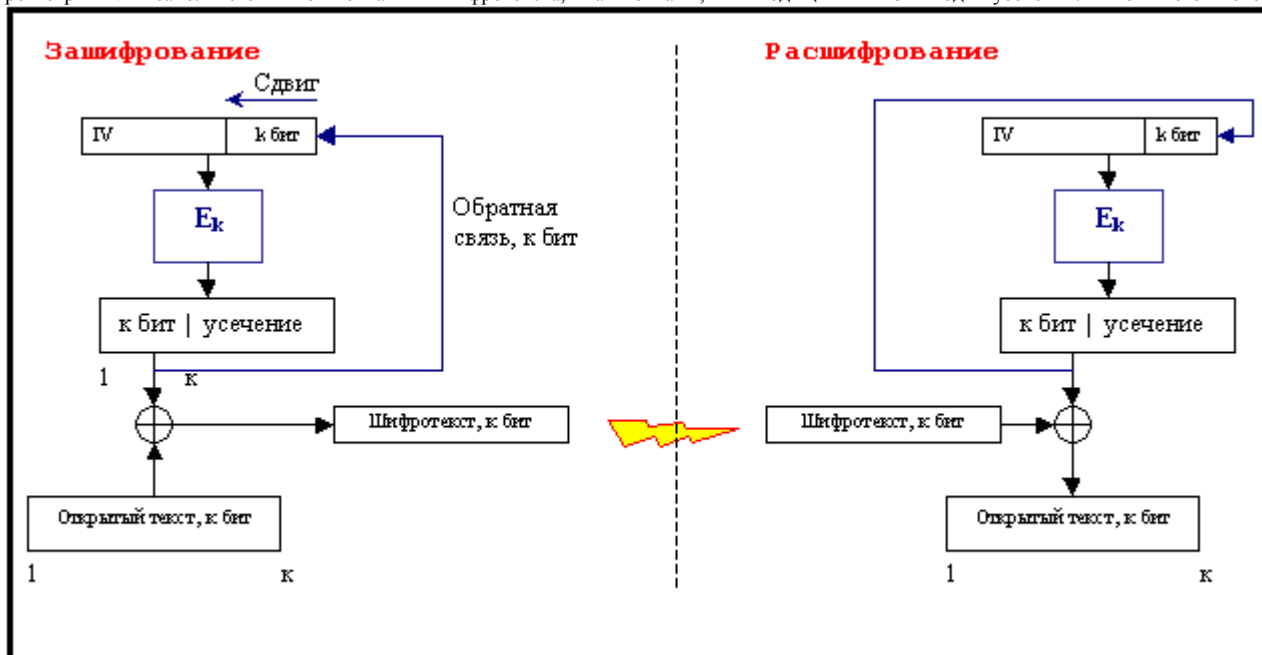 Зашифрование
Сдвиг
IV
k бит
Ek
Обратная
связь, к бит
к бит | усечение
1
к
Шифротекст, к бит
Открытый текст, к бит
1
к
Расшифрование
IV
k бит
Ek
к бит | усечение
Шифротекст, к бит
Открытый текст, к бит
1
к